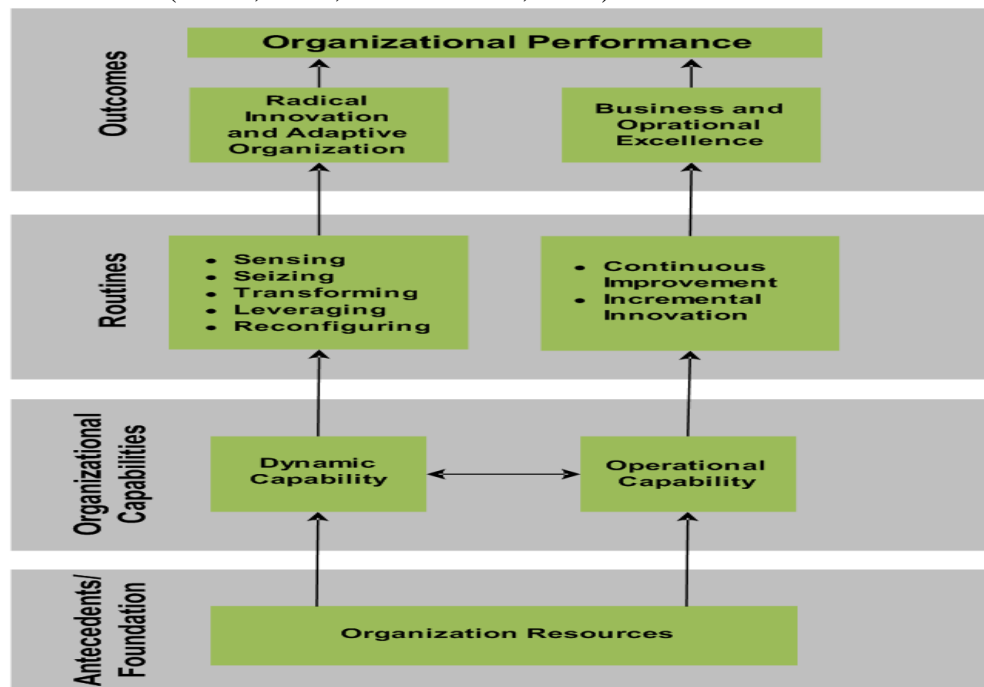 Organizational Performance
Outcomes
Radical
Innovation
and Adaptive
Organization
Business and
Oprational
Excellence
Routines
• Sensing
• Seizing
• Transforming
• Leveraging
• Reconfiguring
• Continuous
Improvement
• Incremental
Innovation
Organizational
Capabilities
Dynamic
Capability
Operational
Capability
Antecedents/
Foundation
Organization Resources